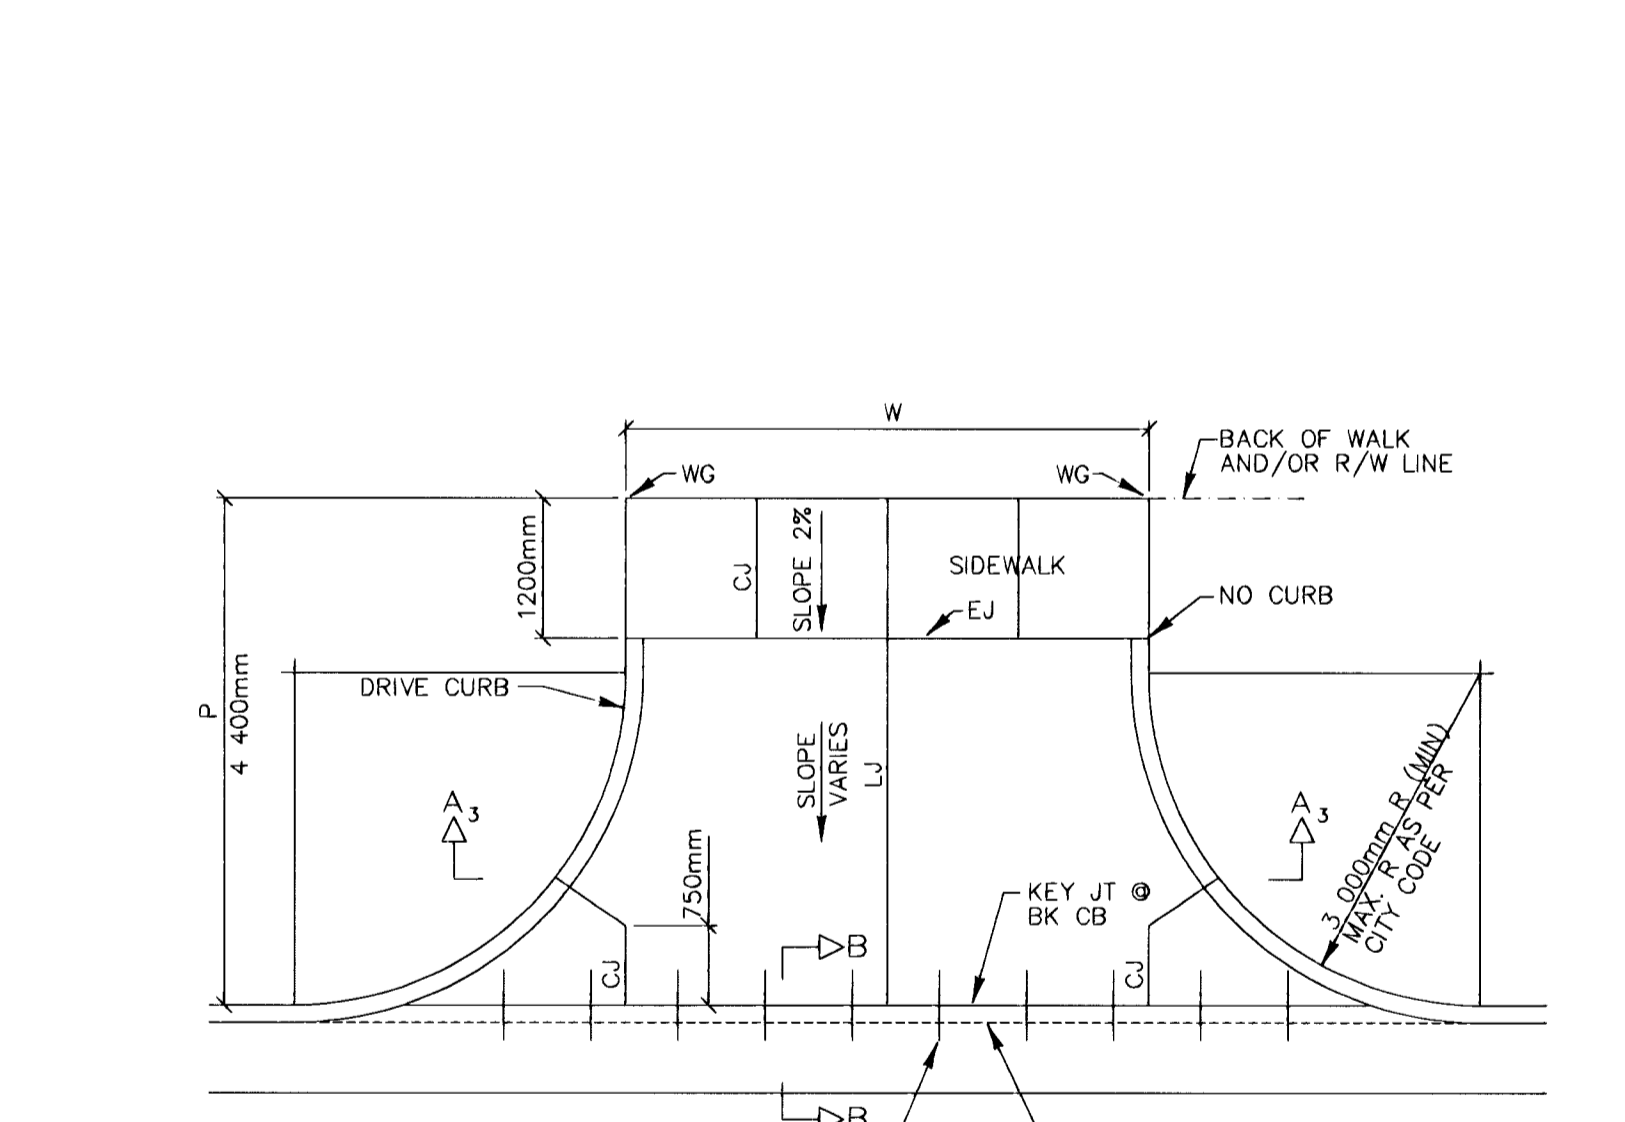 W
BACK OF WALK
AND/OR R/W LINE
WG
WG
1200mm
CJ
SLOPE 2%
SIDEWALK
EJ
NO CURB
P
4 400mm
DRIVE CURB
SLOPE
VARIES
LJ
3 000mm R (MIN)
MAX. R AS PER
CITY CODE
A3
A3
750mm
KEY JT @
BK CB
B
CJ
CJ
B